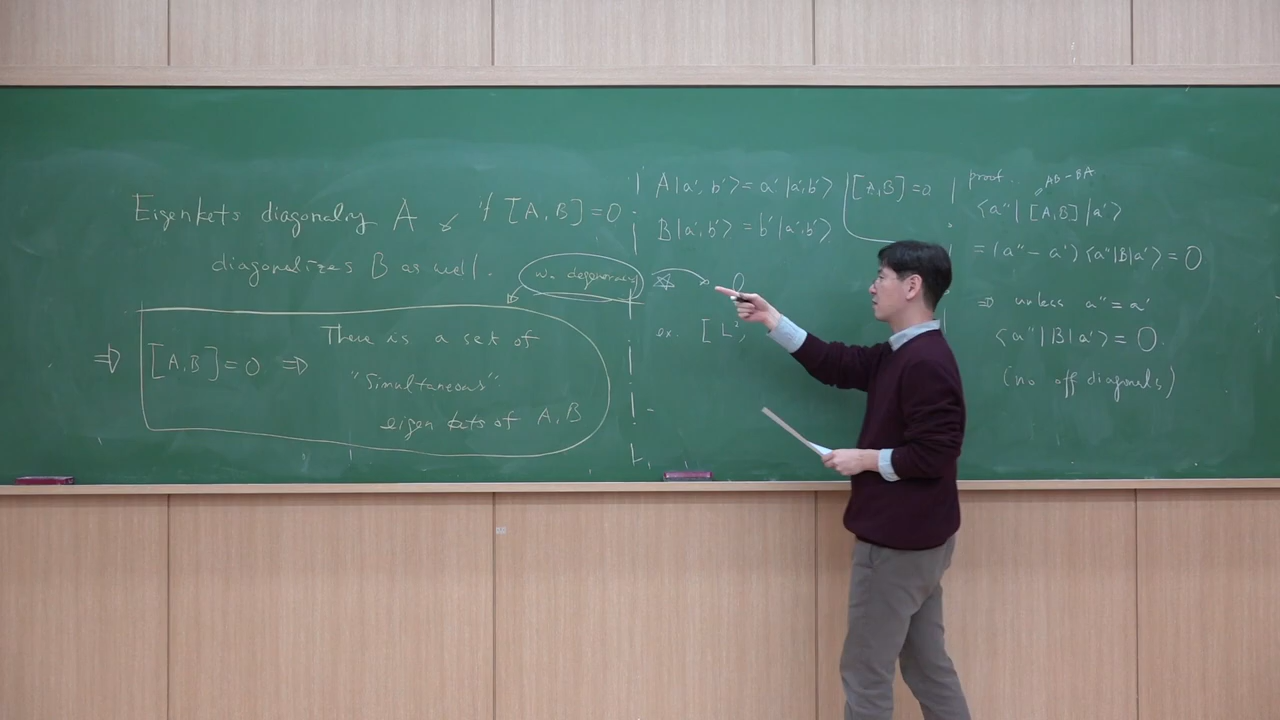 Eigenkets diagonalizing A if [A, B] = 0
diagonalizes B as well.
w. degeneracy
⇒ [A, B] = 0 ⇒ There is a set of
"Simultaneous"
eigen kets of A, B
A|a', b'> = a'|a', b'>
B|a', b'> = b'|a', b'>
[A, B] = 0
ex. [L²,
proof.
AB - BA
<a''| [A, B] |a'>
= (a'' - a') <a''|B|a'> = 0
⇒ unless a'' = a'
<a''|B|a'> = 0.
(no off diagonals)